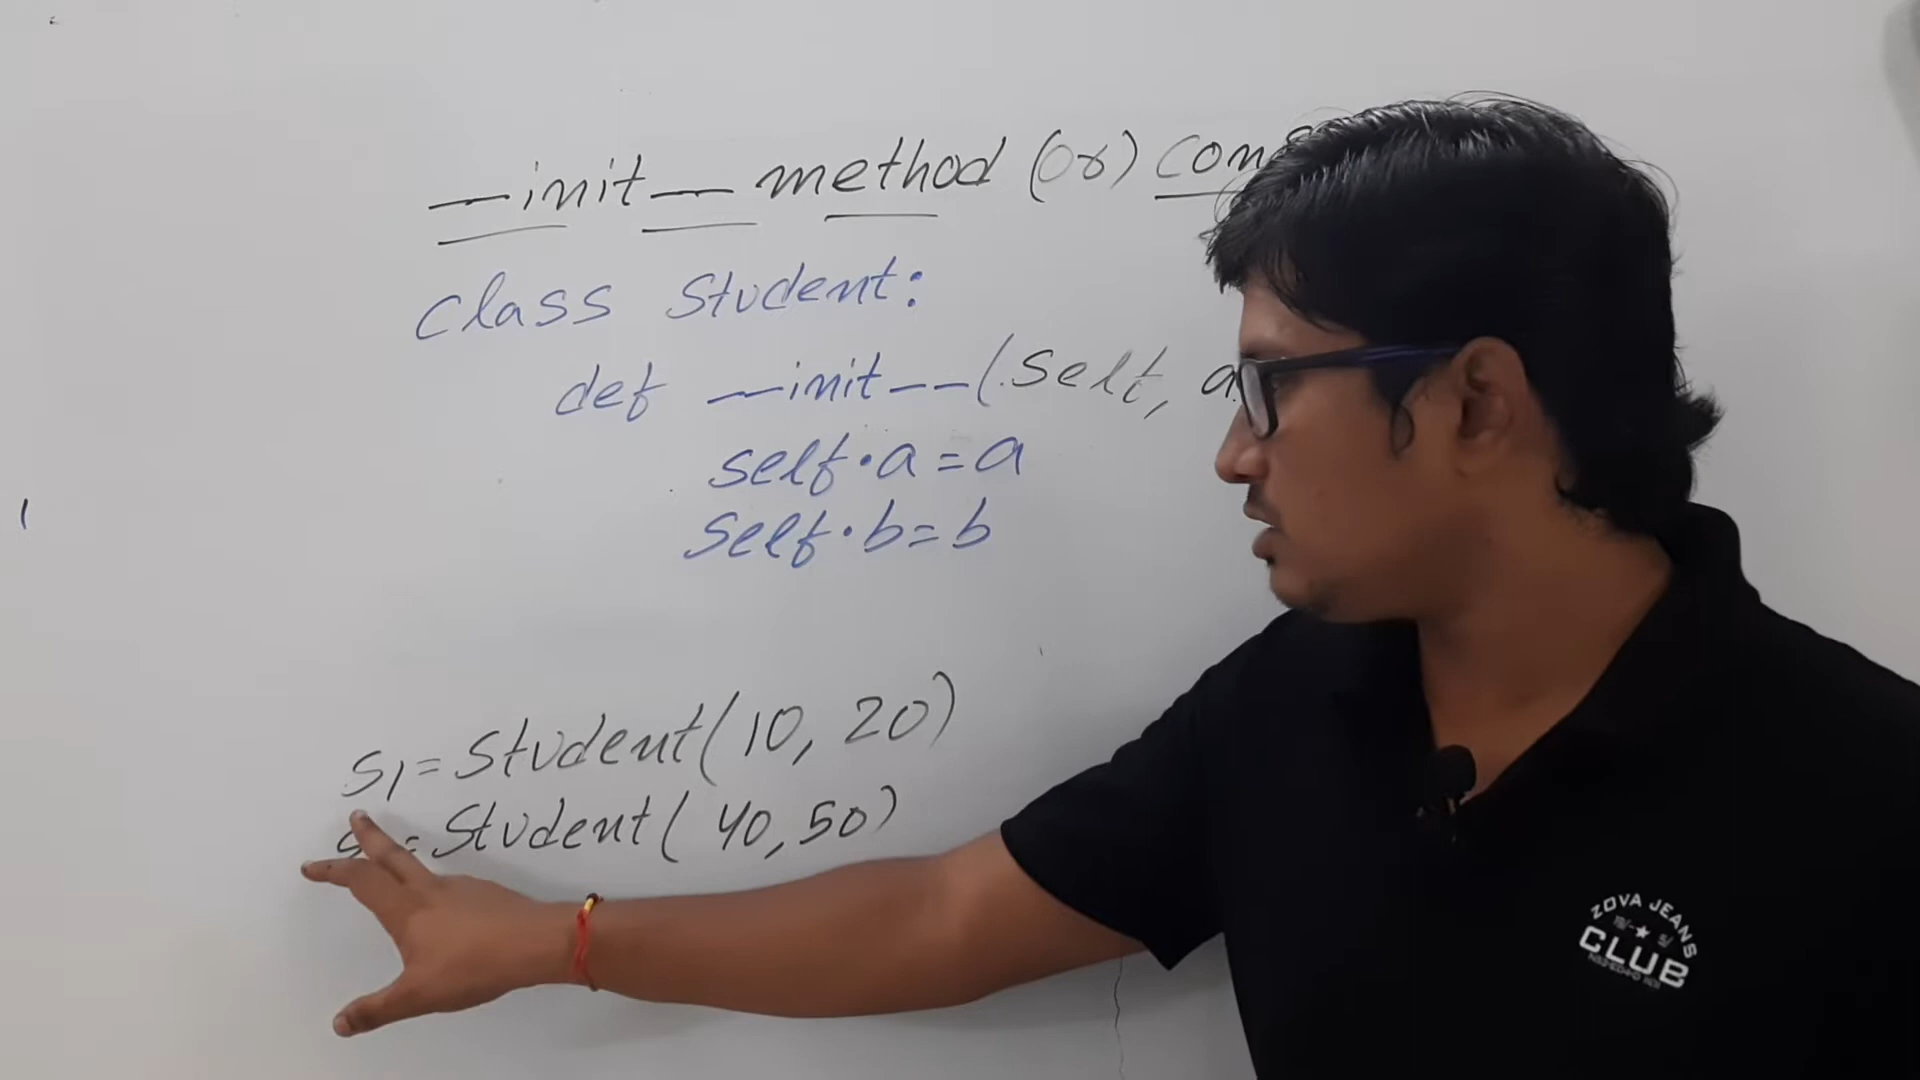 __init__ method (or) cons
class Student:
def __init__(self, a
self.a=a
self.b=b
s1=Student(10, 20)
=Student(40,50)
ZOVA JEANS
CLUB